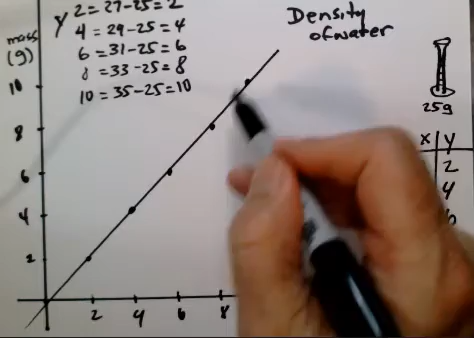 Y 2 = 27-25=2
4 = 29-25=4
6 = 31-25=6
8 = 33-25=8
10 = 35-25=10
Density
of water
mass
(g)
10
8
6
4
2
2 4 6 8
25g
X Y
2
4